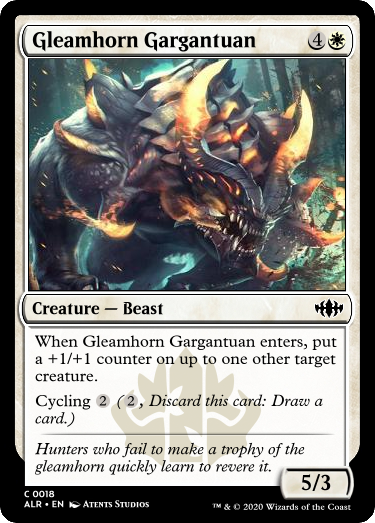 Gleamhorn Gargantuan 4
Creature — Beast
When Gleamhorn Gargantuan enters, put
a +1/+1 counter on up to one other target
creature.
Cycling 2 (2, Discard this card: Draw a
card.)
Hunters who fail to make a trophy of the
gleamhorn quickly learn to revere it.
5/3
C 0018
ALR • EN Atents Studios
™ & © 2020 Wizards of the Coast